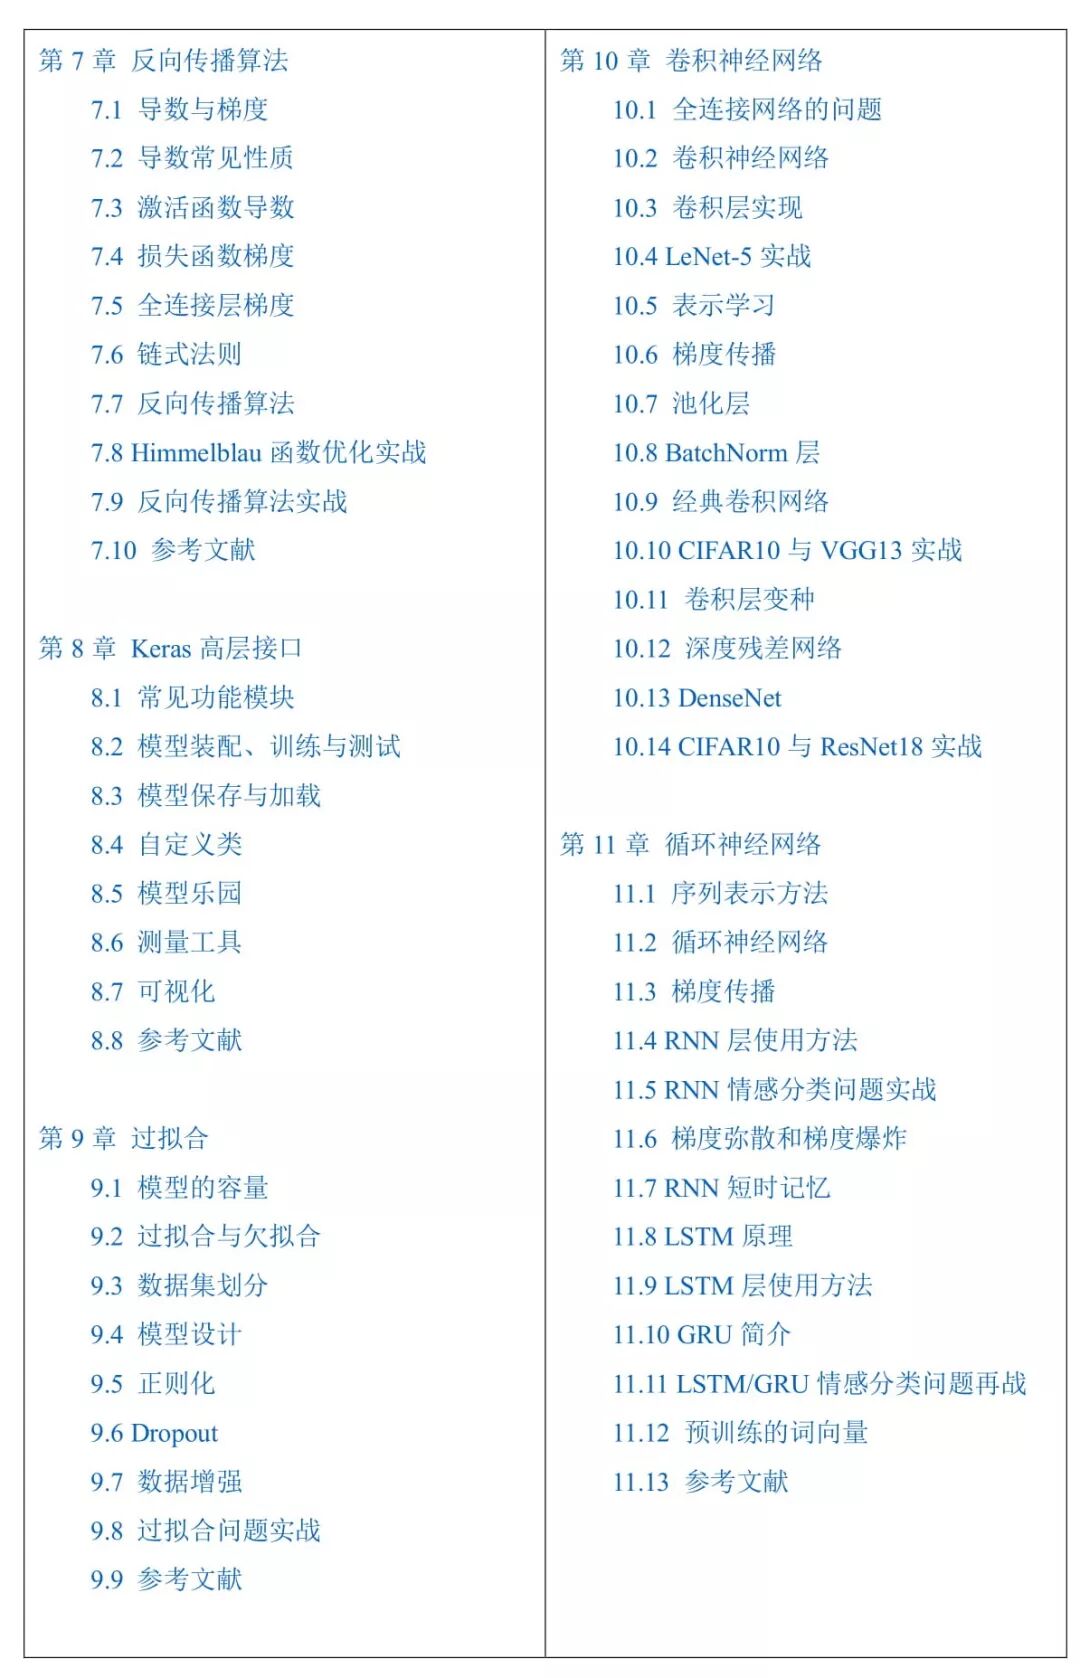 第 7 章 反向传播算法
7.1 导数与梯度
7.2 导数常见性质
7.3 激活函数导数
7.4 损失函数梯度
7.5 全连接层梯度
7.6 链式法则
7.7 反向传播算法
7.8 Himmelblau 函数优化实战
7.9 反向传播算法实战
7.10 参考文献
第 8 章 Keras 高层接口
8.1 常见功能模块
8.2 模型装配、训练与测试
8.3 模型保存与加载
8.4 自定义类
8.5 模型乐园
8.6 测量工具
8.7 可视化
8.8 参考文献
第 9 章 过拟合
9.1 模型的容量
9.2 过拟合与欠拟合
9.3 数据集划分
9.4 模型设计
9.5 正则化
9.6 Dropout
9.7 数据增强
9.8 过拟合问题实战
9.9 参考文献
第 10 章 卷积神经网络
10.1 全连接网络的问题
10.2 卷积神经网络
10.3 卷积层实现
10.4 LeNet-5 实战
10.5 表示学习
10.6 梯度传播
10.7 池化层
10.8 BatchNorm 层
10.9 经典卷积网络
10.10 CIFAR10 与 VGG13 实战
10.11 卷积层变种
10.12 深度残差网络
10.13 DenseNet
10.14 CIFAR10 与 ResNet18 实战
第 11 章 循环神经网络
11.1 序列表示方法
11.2 循环神经网络
11.3 梯度传播
11.4 RNN 层使用方法
11.5 RNN 情感分类问题实战
11.6 梯度弥散和梯度爆炸
11.7 RNN 短时记忆
11.8 LSTM 原理
11.9 LSTM 层使用方法
11.10 GRU 简介
11.11 LSTM/GRU 情感分类问题再战
11.12 预训练的词向量
11.13 参考文献